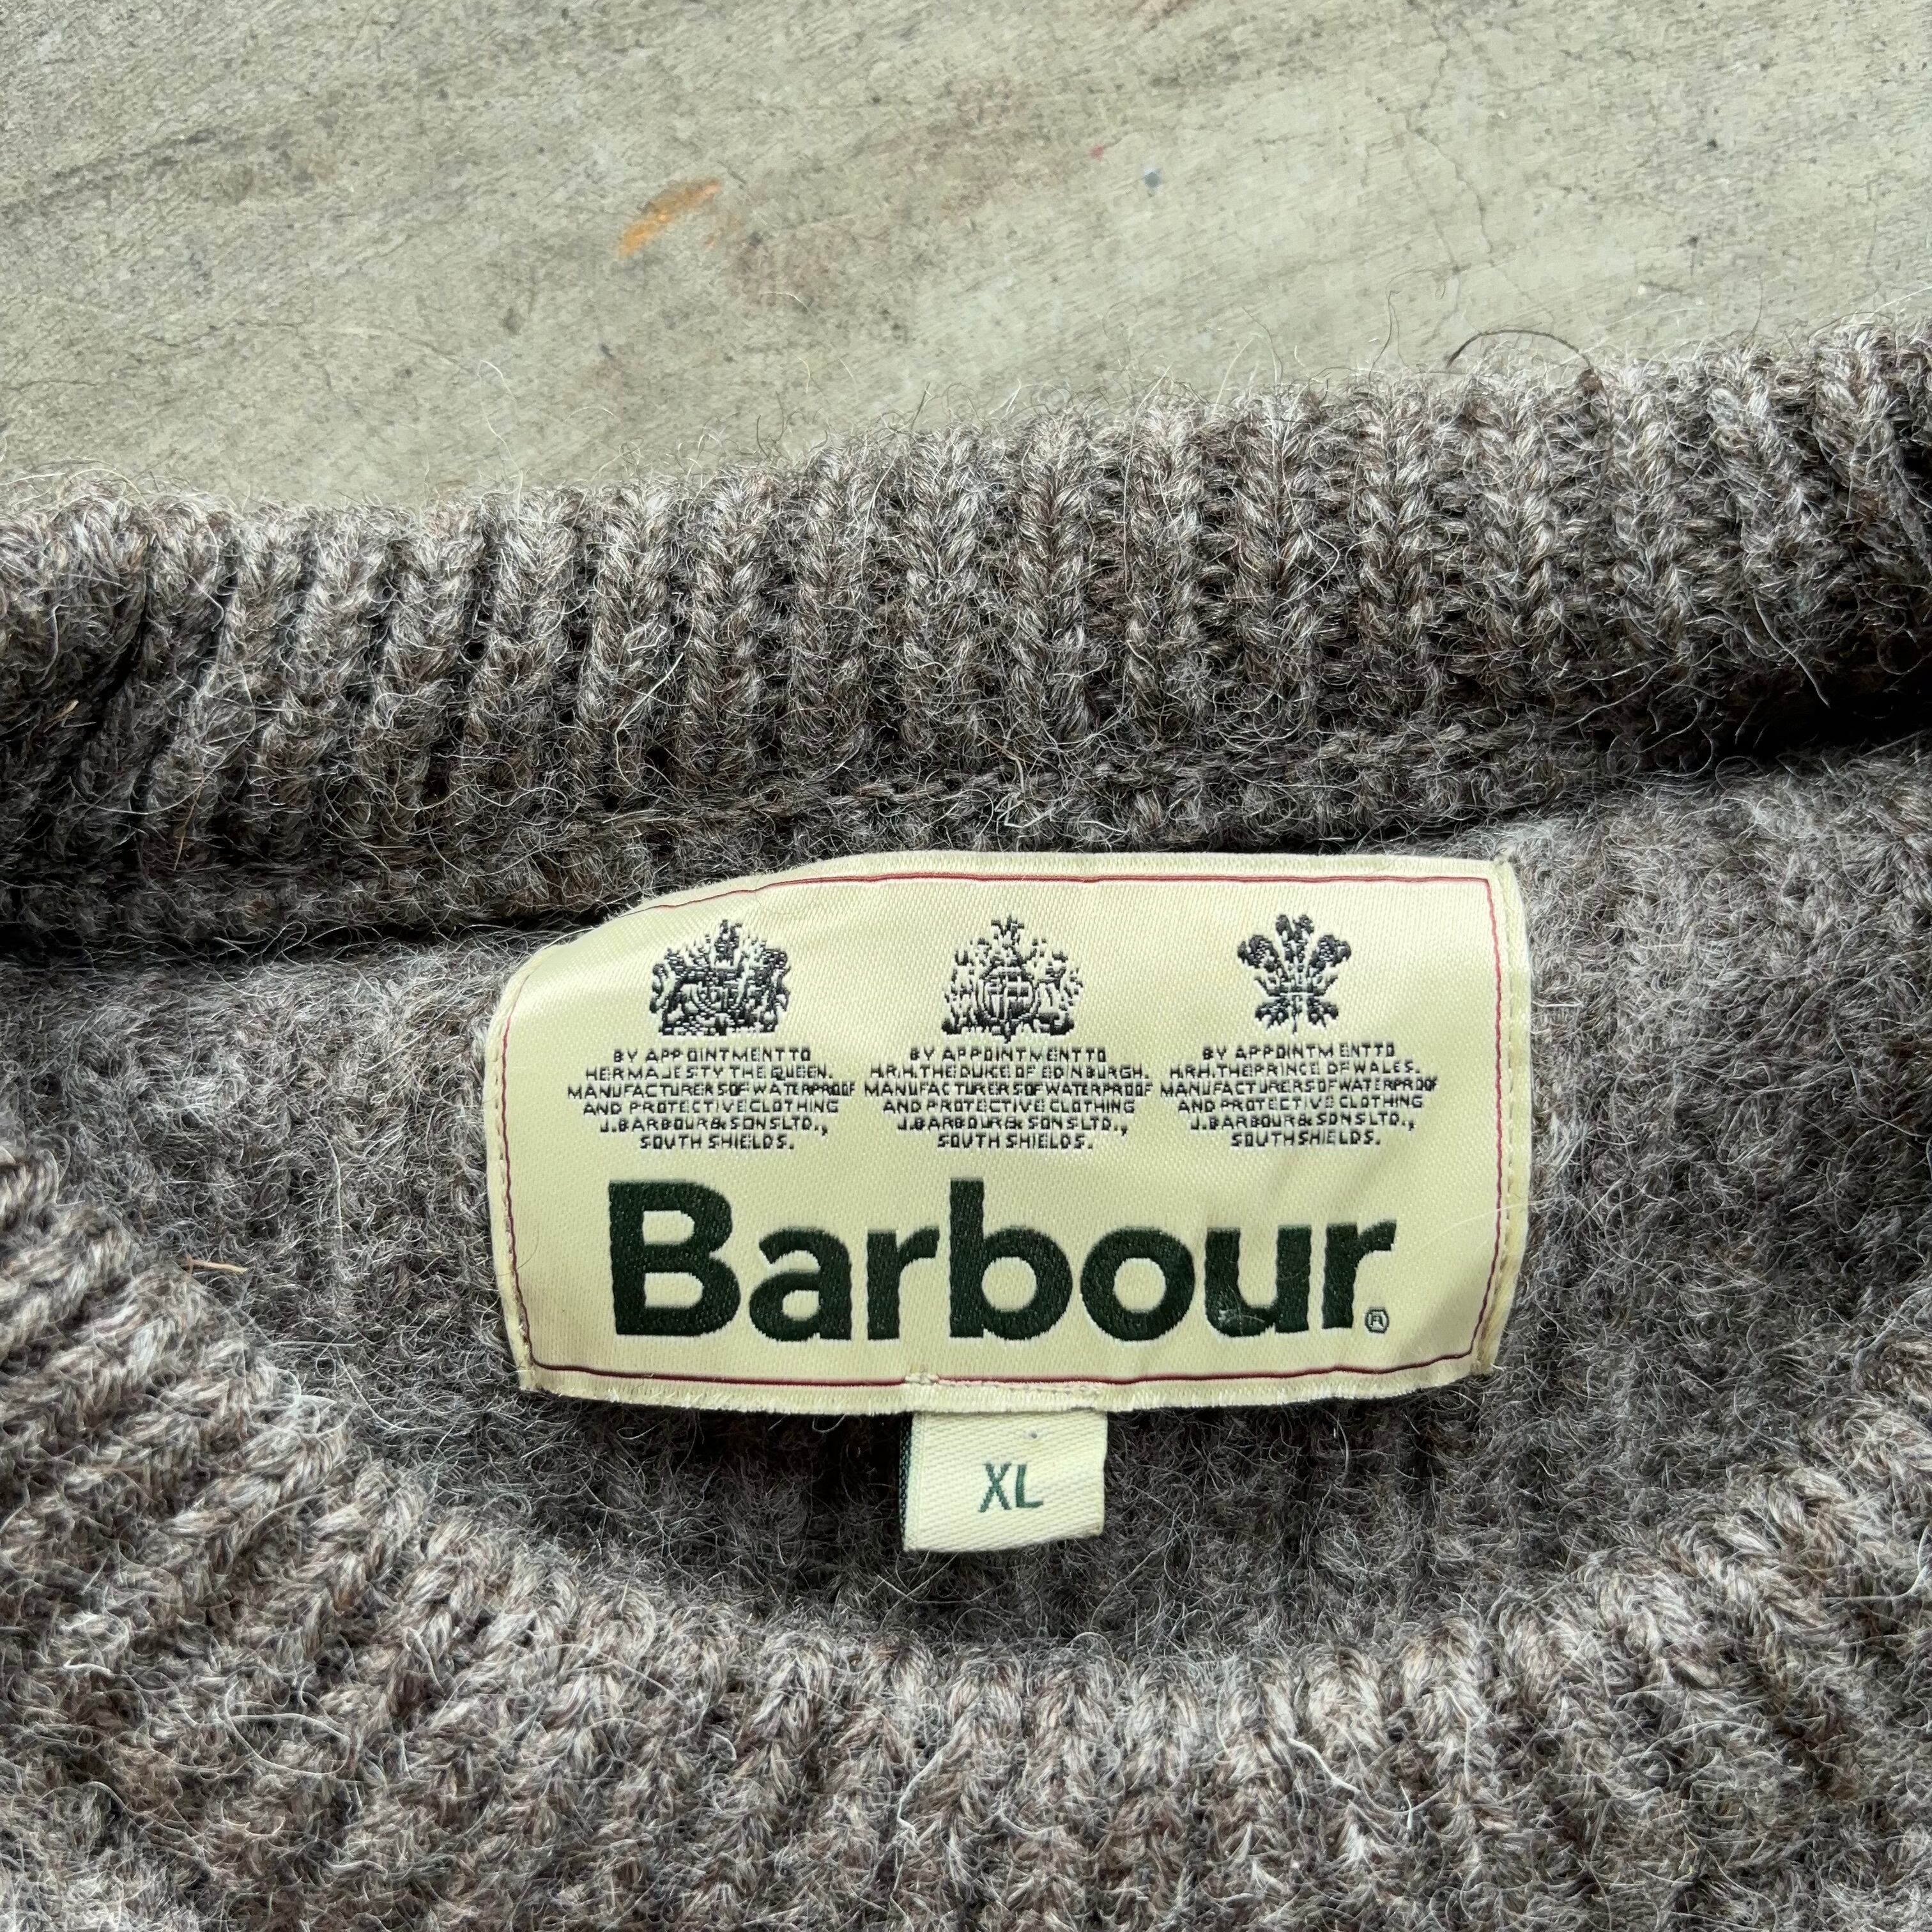 BY APPOINTMENT TO
HER MAJESTY THE QUEEN.
MANUFACTURERS OF WATERPROOF
AND PROTECTIVE CLOTHING
J. BARBOUR & SONS LTD.,
SOUTH SHIELDS.
BY APPOINTMENT TO
H.R.H. THE DUKE OF EDINBURGH.
MANUFACTURERS OF WATERPROOF
AND PROTECTIVE CLOTHING
J. BARBOUR & SONS LTD.,
SOUTH SHIELDS.
BY APPOINTMENT TO
H.R.H. THE PRINCE OF WALES.
MANUFACTURERS OF WATERPROOF
AND PROTECTIVE CLOTHING
J. BARBOUR & SONS LTD.,
SOUTH SHIELDS.
Barbour®
XL